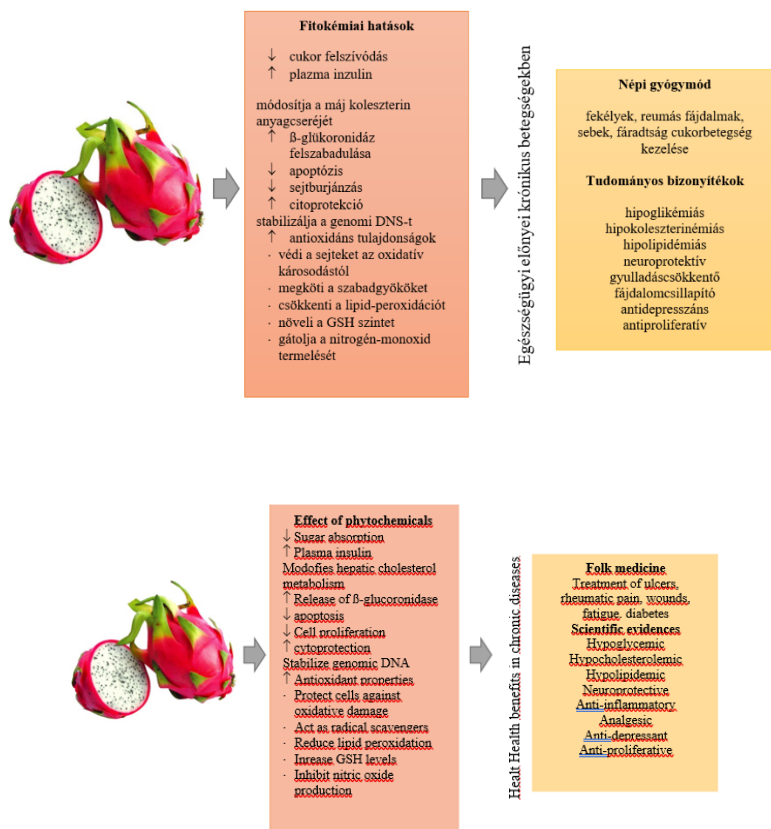 Fitokémiai hatások
↓ cukor felszívódás
↑ plazma inzulin
módosítja a máj koleszterin
anyagcseréjét
↑ ß-glükoronidáz
felszabadulása
↓ apoptózis
↓ sejtburjánzás
↑ citoprotekció
stabilizálja a genomi DNS-t
↑ antioxidáns tulajdonságok
· védi a sejteket az oxidatív
károsodástól
· megköti a szabadgyököket
· csökkenti a lipid-peroxidációt
· növeli a GSH szintet
· gátolja a nitrogén-monoxid
termelését
Egészségügyi előnyei krónikus betegségekben
Népi gyógymód
fekélyek, reumás fájdalmak,
sebek, fáradtság cukorbetegség
kezelése
Tudományos bizonyítékok
hipoglikémiás
hipokoleszterinémiás
hipolipidémiás
neuroprotektív
gyulladáscsökkentő
fájdalomcsillapító
antidepresszáns
antiproliferatív
Effect of phytochemicals
↓ Sugar absorption
↑ Plasma insulin
Modofies hepatic cholesterol
metabolism
↑ Release of ß-glucoronidase
↓ apoptosis
↓ Cell proliferation
↑ cytoprotection
Stabilize genomic DNA
↑ Antioxidant properties
· Protect cells against
oxidative damage
· Act as radical scavengers
· Reduce lipid peroxidation
· Inrease GSH levels
· Inhibit nitric oxide
production
Healt Health benefits in chronic diseases
Folk medicine
Treatment of ulcers,
rheumatic pain, wounds,
fatigue, diabetes
Scientific evidences
Hypoglycemic
Hypocholesterolemic
Hypolipidemic
Neuroprotective
Anti-inflammatory
Analgesic
Anti-depressant
Anti-proliferative